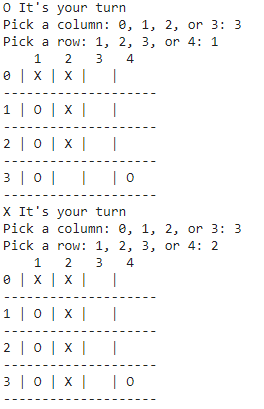 O It's your turn
Pick a column: 0, 1, 2, or 3: 3
Pick a row: 1, 2, 3, or 4: 1
1 2 3 4
0 | X | X | |
-------------------
1 | O | X | |
-------------------
2 | O | X | |
-------------------
3 | O | | | O
-------------------
X It's your turn
Pick a column: 0, 1, 2, or 3: 3
Pick a row: 1, 2, 3, or 4: 2
1 2 3 4
0 | X | X | |
-------------------
1 | O | X | |
-------------------
2 | O | X | |
-------------------
3 | O | X | | O
-------------------